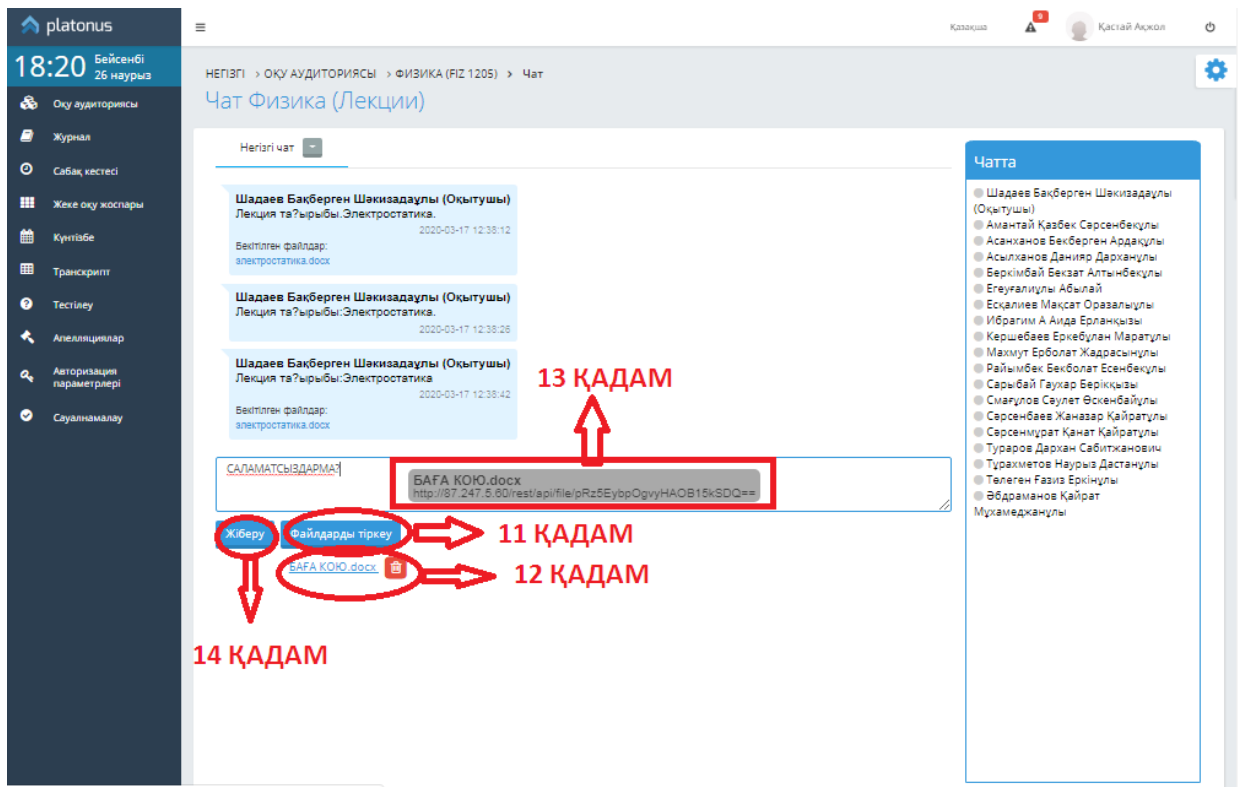 platonus
Қазақша
9
Қастай Ақжол
18:20 Бейсенбі
26 наурыз
Оқу аудиториясы
Журнал
Сабақ кестесі
Жеке оқу жоспары
Күнтізбе
Транскрипт
Тестілеу
Апелляциялар
Авторизация
параметрлері
Сауалнамалау
НЕГІЗГІ > ОҚУ АУДИТОРИЯСЫ > ФИЗИКА (FIZ 1205) > Чат
Чат Физика (Лекции)
Негізгі чат
Шадаев Бақберген Шәкизадаұлы (Оқытушы)
Лекция та?ырыбы.Электростатика.
2020-03-17 12:38:12
Бекітілген файлдар:
электростатика.docx
Шадаев Бақберген Шәкизадаұлы (Оқытушы)
Лекция та?ырыбы:Электростатика.
2020-03-17 12:38:26
Шадаев Бақберген Шәкизадаұлы (Оқытушы)
Лекция та?ырыбы:Электростатика
2020-03-17 12:38:42
Бекітілген файлдар:
электростатика.docx
13 ҚАДАМ
САЛАМАТСЫЗДАРМА?
БАҒА КОЮ.docx
http://87.247.5.60/rest/api/file/pRz5EybpOgvyHAOB15kSDQ==
Жіберу
Файлдарды тіркеу
11 ҚАДАМ
БАҒА КОЮ.docx
12 ҚАДАМ
14 ҚАДАМ
Чатта
Шадаев Бақберген Шәкизадаұлы
(Оқытушы)
Амантай Қазбек Сәрсенбекұлы
Асанханов Бекберген Ардақұлы
Асылханов Данияр Дарханұлы
Беркімбай Бекзат Алтынбекұлы
Егеуғалиұлы Абылай
Есқалиев Мақсат Оразалыұлы
Ибрагим А Аида Ерланқызы
Кершебаев Еркебұлан Маратұлы
Махмут Ерболат Жадрасынұлы
Райымбек Бекболат Есенбекұлы
Сарыбай Гаухар Беріққызы
Смағұлов Сәулет Өскенбайұлы
Сәрсенбаев Жаназар Қайратұлы
Сәрсенмұрат Қанат Қайратұлы
Тураров Дархан Сабитжанович
Тұрахметов Наурыз Дастанұлы
Төлеген Ғазиз Еркінұлы
Әбдраманов Қайрат
Мұхамеджанұлы